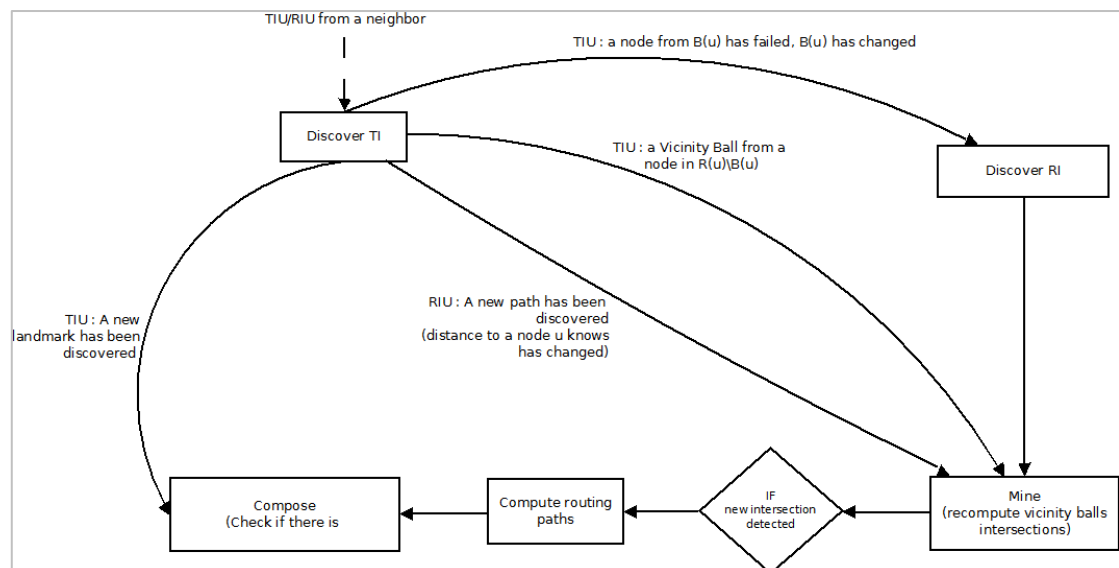 TIU/RIU from a neighbor
TIU : a node from B(u) has failed, B(u) has changed
Discover TI
TIU : a Vicinity Ball from a
node in R(u)\B(u)
Discover RI
TIU : A new
landmark has been
discovered
RIU : A new path has been
discovered
(distance to a node u knows
has changed)
Compose
(Check if there is
Compute routing
paths
IF
new intersection
detected
Mine
(recompute vicinity balls
intersections)